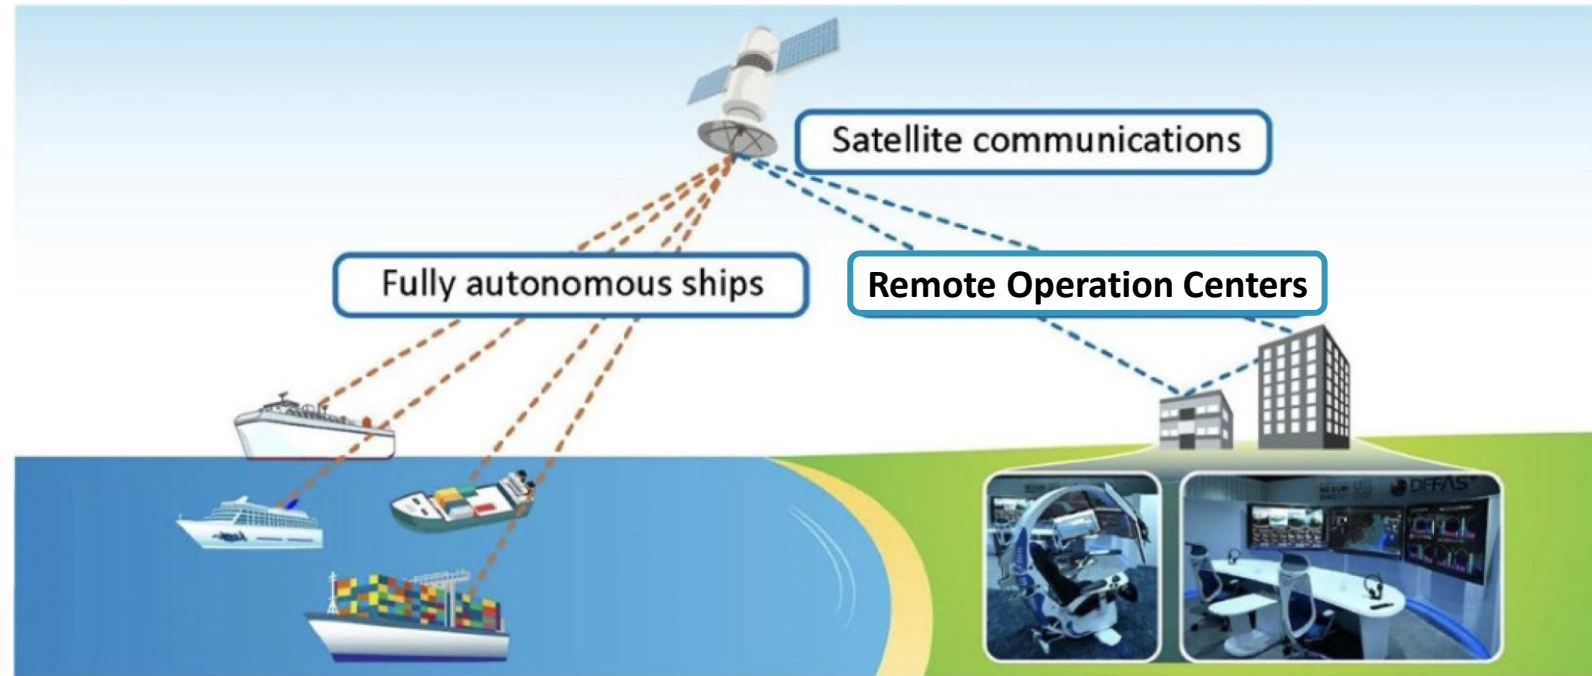 Satellite communications
Fully autonomous ships
Remote Operation Centers
DFFAS